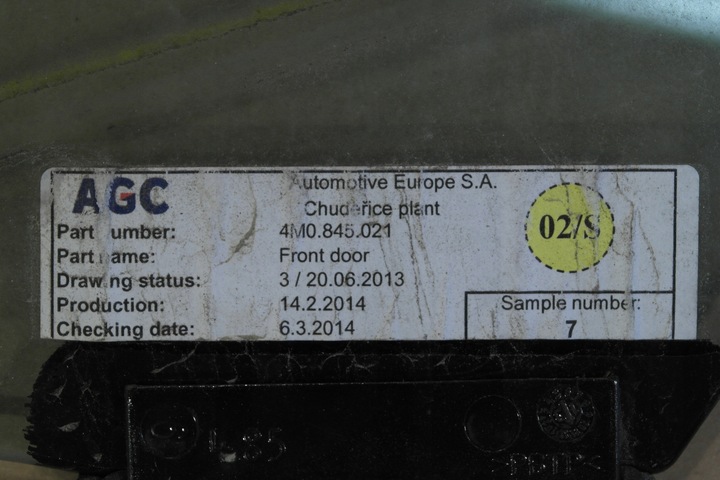 AGC
Automotive Europe S.A.
Chudeřice plant
Part number: 4M0.845.021
Part name: Front door
Drawing status: 3 / 20.06.2013
Production: 14.2.2014
Checking date: 6.3.2014
02/S
Sample number:
7